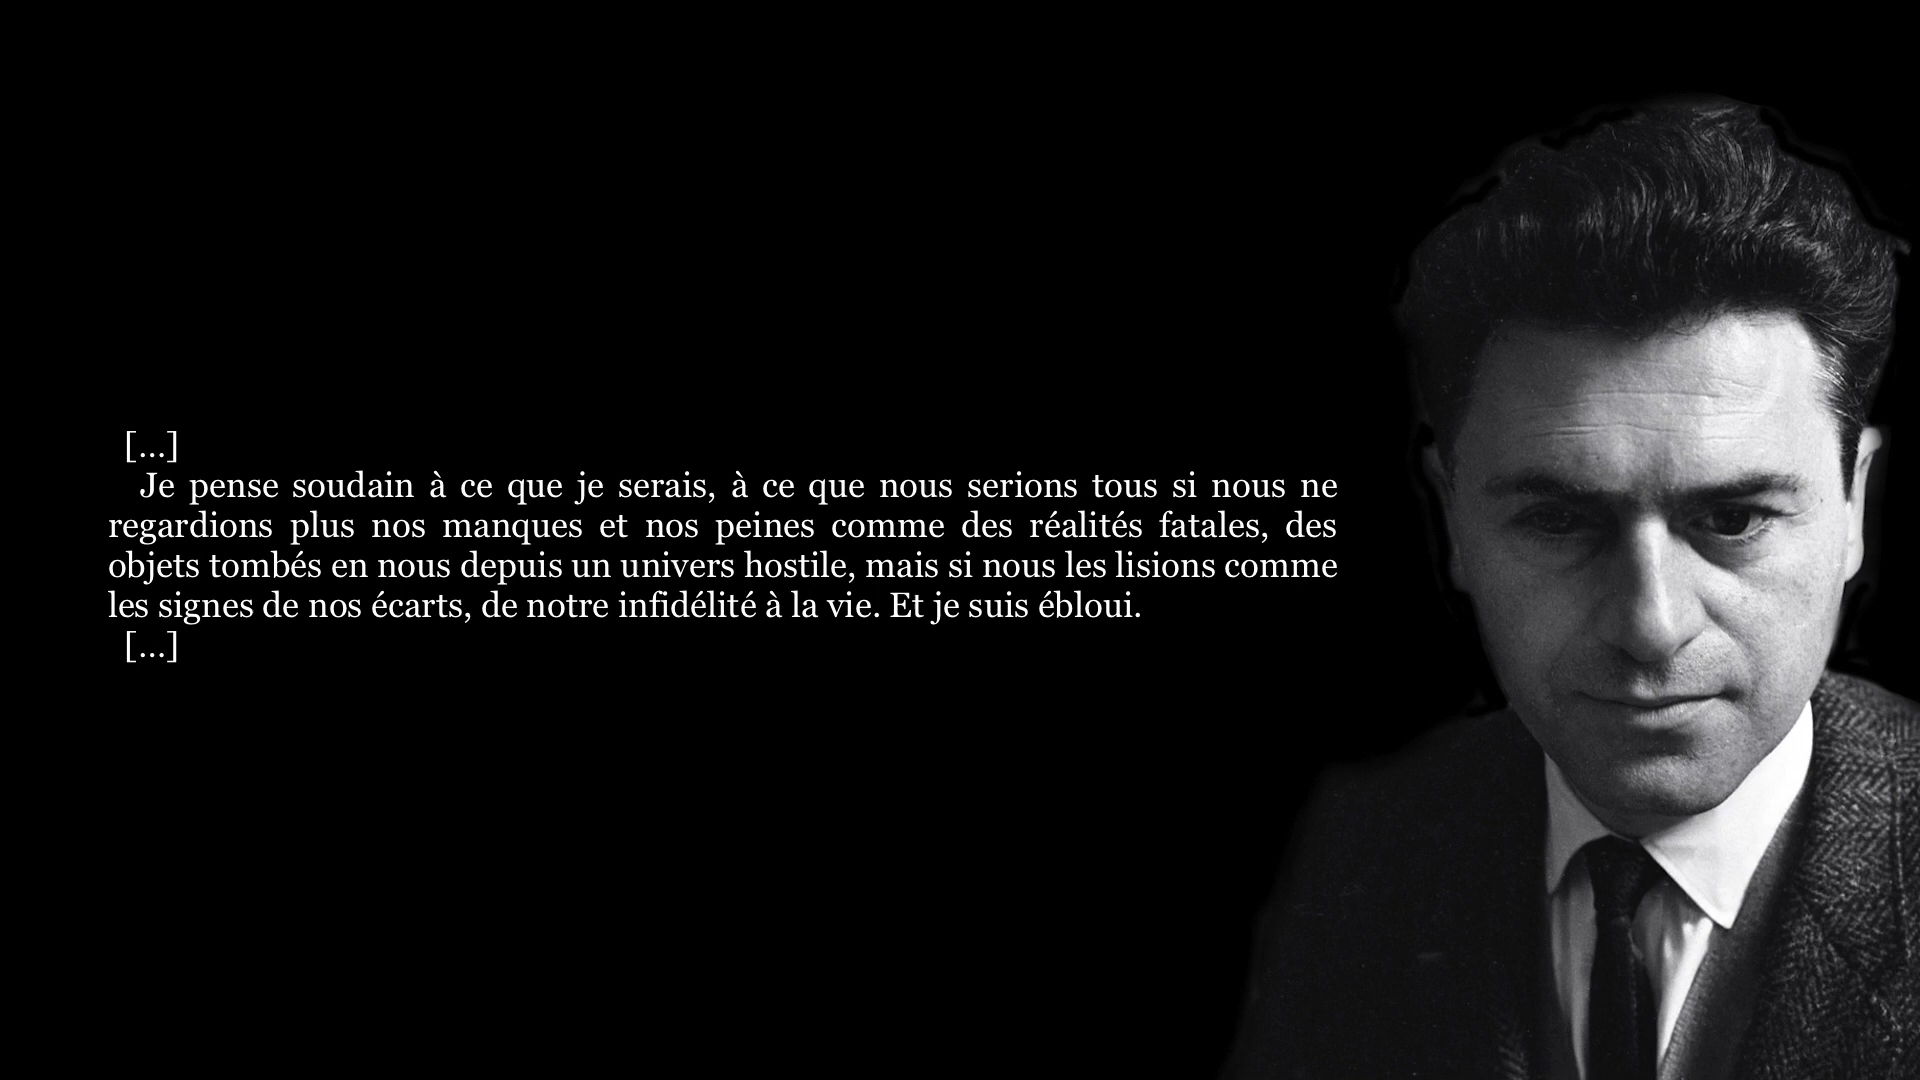 [...]
Je pense soudain à ce que je serais, à ce que nous serions tous si nous ne
regardions plus nos manques et nos peines comme des réalités fatales, des
objets tombés en nous depuis un univers hostile, mais si nous les lisions comme
les signes de nos écarts, de notre infidélité à la vie. Et je suis ébloui.
[...]